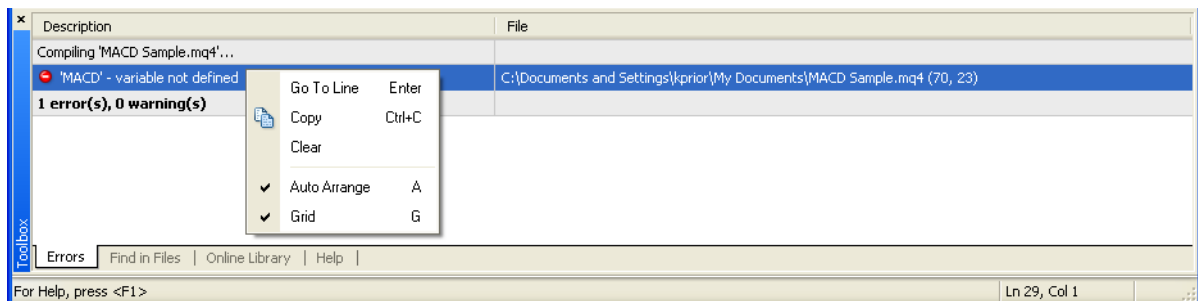 Description File
Compiling 'MACD Sample.mq4'...
'MACD' - variable not defined C:\Documents and Settings\kprior\My Documents\MACD Sample.mq4 (70, 23)
1 error(s), 0 warning(s)
Go To Line Enter
Copy Ctrl+C
Clear
Auto Arrange A
Grid G
Toolbox
Errors Find in Files | Online Library | Help |
For Help, press <F1> Ln 29, Col 1